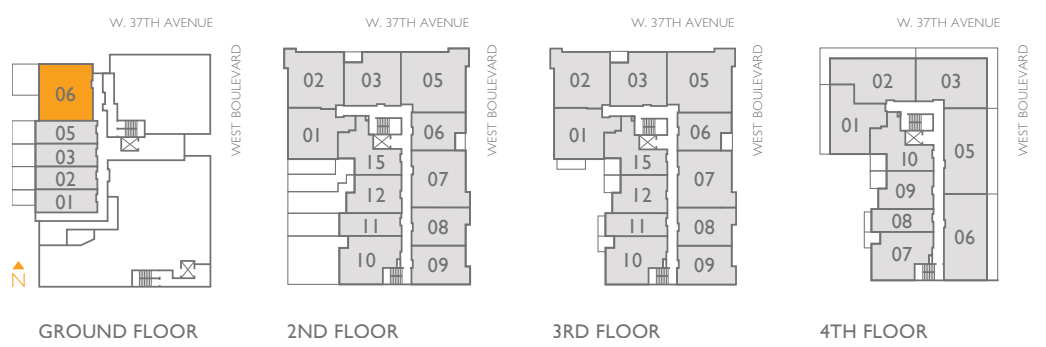 W. 37TH AVENUE
WEST BOULEVARD
06
05
03
02
01
N
GROUND FLOOR
W. 37TH AVENUE
WEST BOULEVARD
02
03
05
01
06
15
07
12
11
08
10
09
2ND FLOOR
W. 37TH AVENUE
WEST BOULEVARD
02
03
05
01
06
15
07
12
11
08
10
09
3RD FLOOR
W. 37TH AVENUE
WEST BOULEVARD
02
03
01
05
10
09
08
06
07
4TH FLOOR